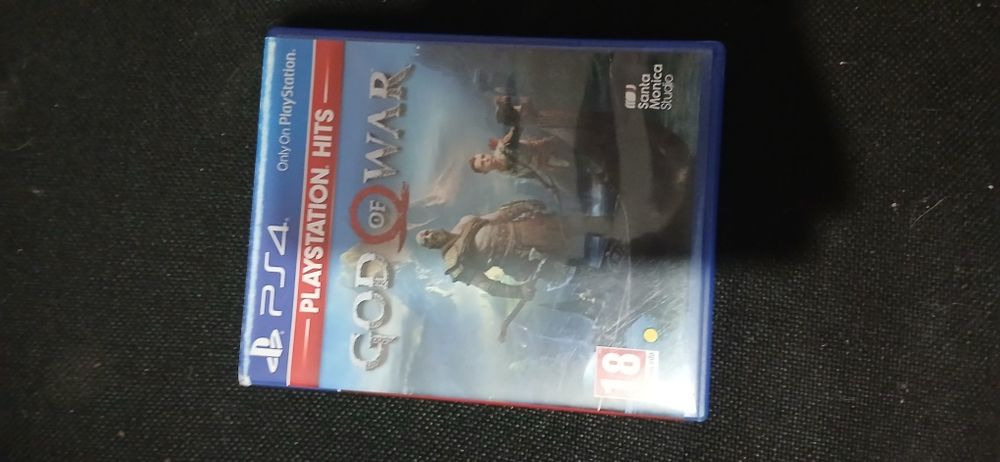 PS4
Only On PlayStation
PLAYSTATION HITS
GOD OF WAR
18
Santa
Monica
Studio